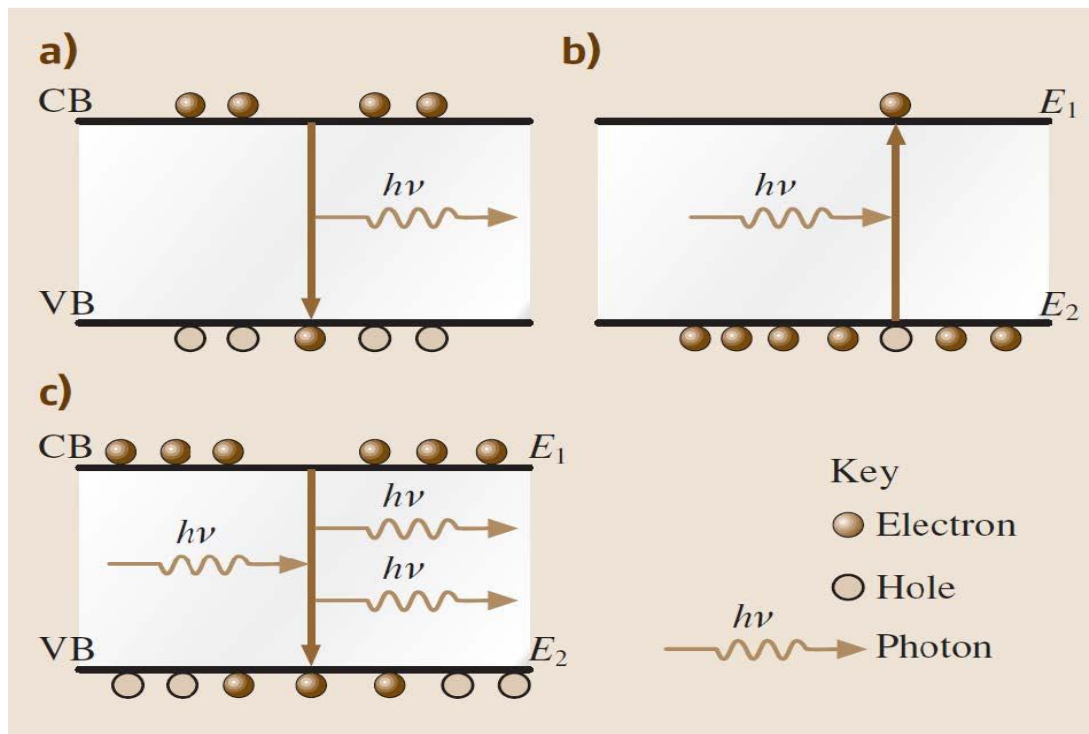 a)
CB
hν
VB
b)
E1
hν
E2
c)
CB
E1
hν
hν
hν
VB
E2
Key
Electron
Hole
hν
Photon